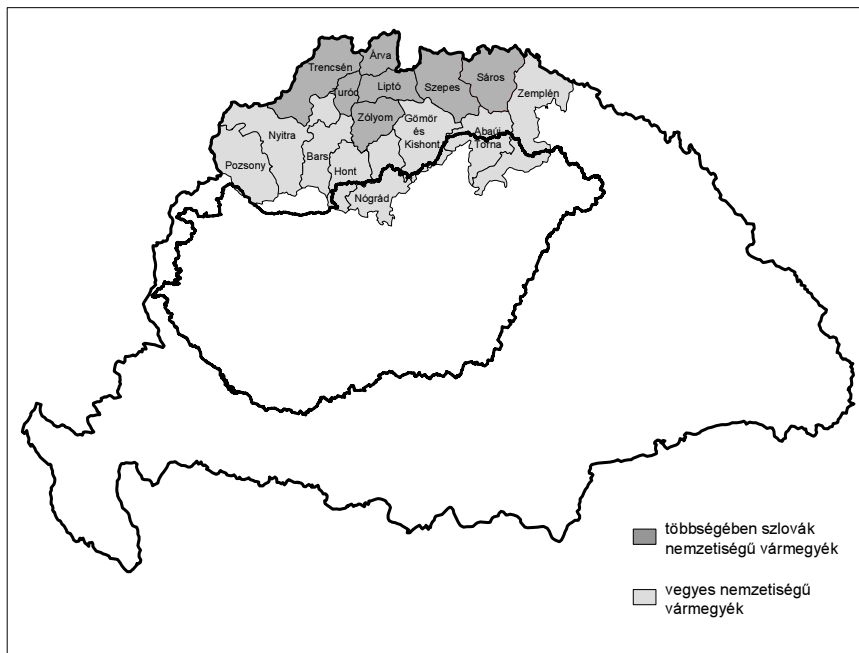 Árva
Trencsén
Turóc
Liptó
Szepes
Sáros
Zemplén
Zólyom
Gömör
és
Kishont
Abaúj
Torna
Nyitra
Bars
Hont
Pozsony
Nógrád
többségében szlovák
nemzetiségű vármegyék
vegyes nemzetiségű
vármegyék